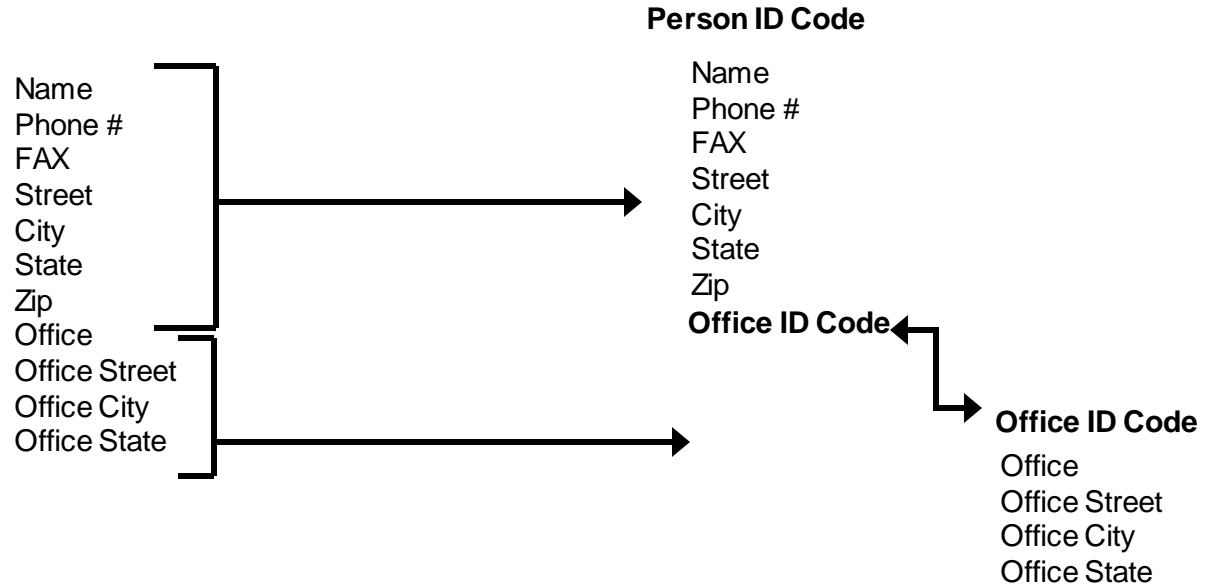 Name
Phone #
FAX
Street
City
State
Zip
Office
Office Street
Office City
Office State
Person ID Code
Name
Phone #
FAX
Street
City
State
Zip
Office ID Code
Office ID Code
Office
Office Street
Office City
Office State